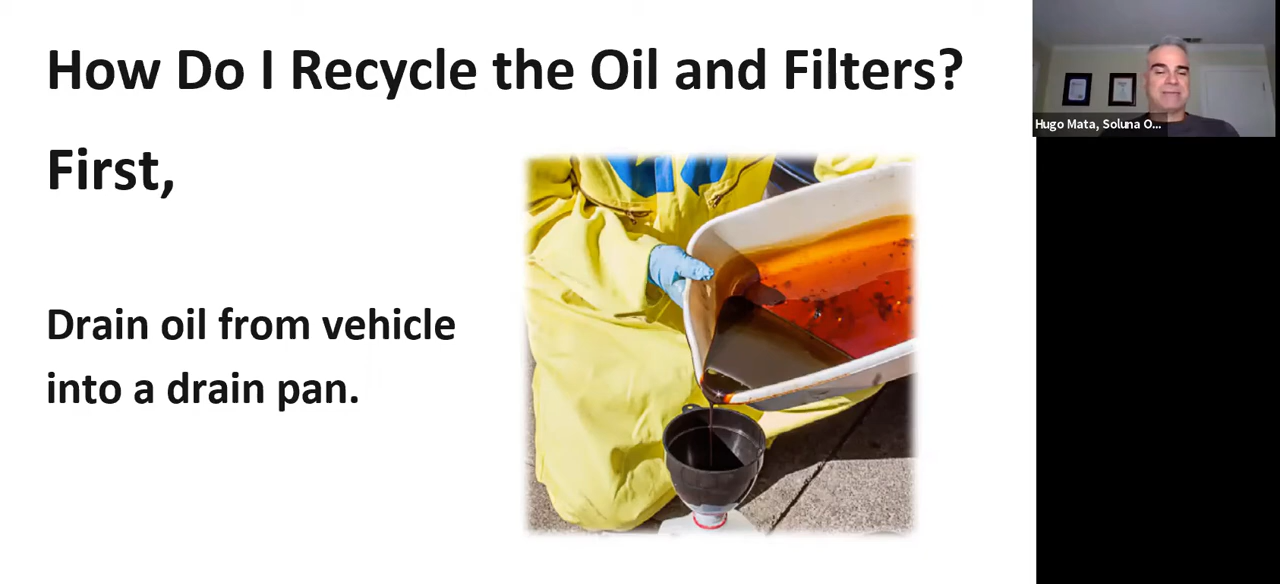 How Do I Recycle the Oil and Filters?
First,
Drain oil from vehicle
into a drain pan.
Hugo Mata, Soluna O...